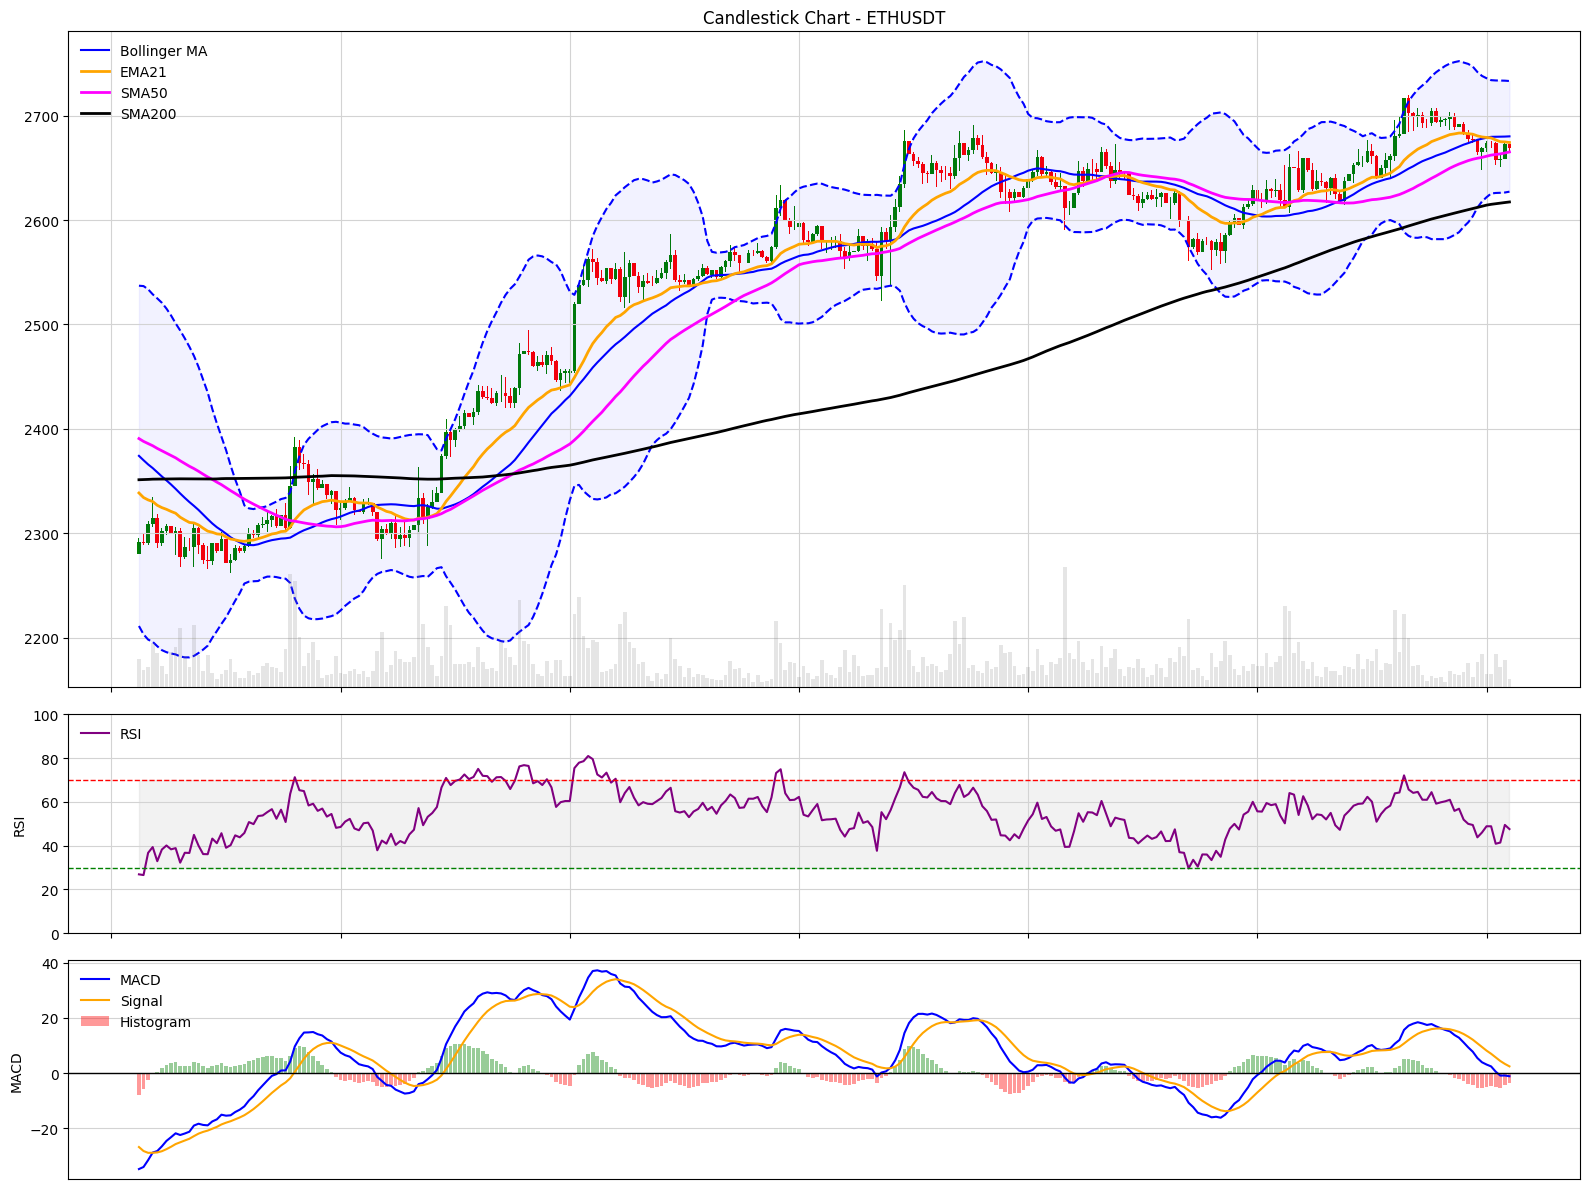 Candlestick Chart - ETHUSDT
Bollinger MA
EMA21
SMA50
SMA200
2700
2600
2500
2400
2300
2200
RSI
100
80
60
40
20
0
RSI
MACD
Signal
Histogram
40
20
0
−20
MACD